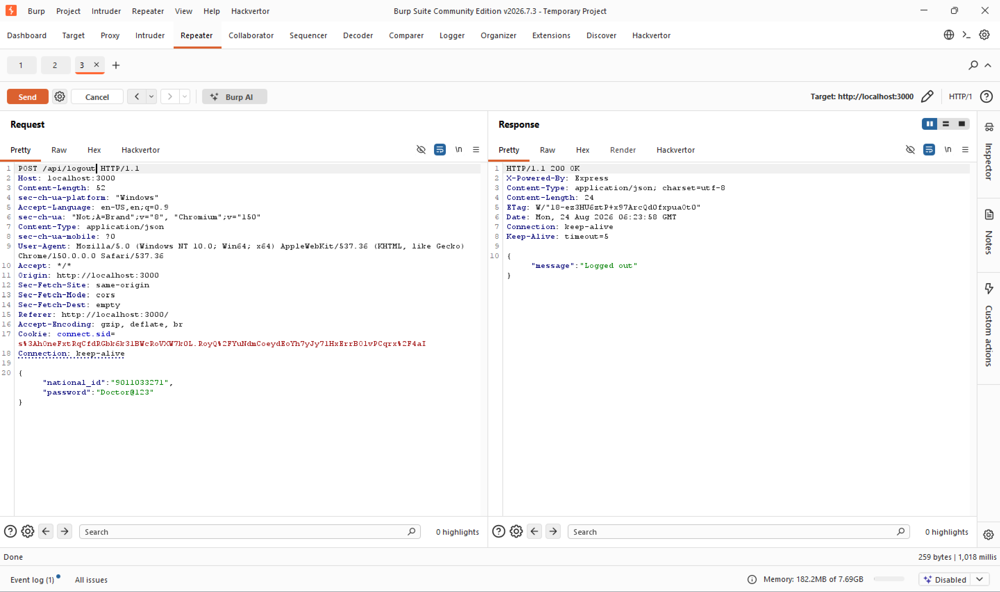 Burp Project Intruder Repeater View Help Hackvertor Burp Suite Community Edition v2026.7.3 - Temporary Project
Dashboard Target Proxy Intruder Repeater Collaborator Sequencer Decoder Comparer Logger Organizer Extensions Discover Hackvertor
1 2 3 × +
Send Cancel Burp AI Target: http://localhost:3000 HTTP/1
Request
Pretty Raw Hex Hackvertor \n
1 POST /api/logout HTTP/1.1
2 Host: localhost:3000
3 Content-Length: 52
4 sec-ch-ua-platform: "Windows"
5 Accept-Language: en-US,en;q=0.9
6 sec-ch-ua: "Not;A=Brand";v="8", "Chromium";v="150"
7 Content-Type: application/json
8 sec-ch-ua-mobile: ?0
9 User-Agent: Mozilla/5.0 (Windows NT 10.0; Win64; x64) AppleWebKit/537.36 (KHTML, like Gecko)
Chrome/150.0.0.0 Safari/537.36
10 Accept: */*
11 Origin: http://localhost:3000
12 Sec-Fetch-Site: same-origin
13 Sec-Fetch-Mode: cors
14 Sec-Fetch-Dest: empty
15 Referer: http://localhost:3000/
16 Accept-Encoding: gzip, deflate, br
17 Cookie: connect.sid=
s%3Ah0neFxtRqCfdRGbk6k31BWcRoVXW7k0L.RoyQ%2FYuNdmCoeydEoYh7yJy71HxErrB01vPCqrx%2F4aI
18 Connection: keep-alive
19
20 {
"national_id":"9011033271",
"password":"Doctor@123"
}
Search 0 highlights
Response
Pretty Raw Hex Render Hackvertor \n
1 HTTP/1.1 200 OK
2 X-Powered-By: Express
3 Content-Type: application/json; charset=utf-8
4 Content-Length: 24
5 ETag: W/"18-ez3HU6ztP+x97ArcQd0fxpua0t0"
6 Date: Mon, 24 Aug 2026 06:23:58 GMT
7 Connection: keep-alive
8 Keep-Alive: timeout=5
9
10 {
"message":"Logged out"
}
Search 0 highlights
Inspector
Notes
Custom actions
Done 259 bytes | 1,018 millis
Event log (1) All issues Memory: 182.2MB of 7.69GB Disabled